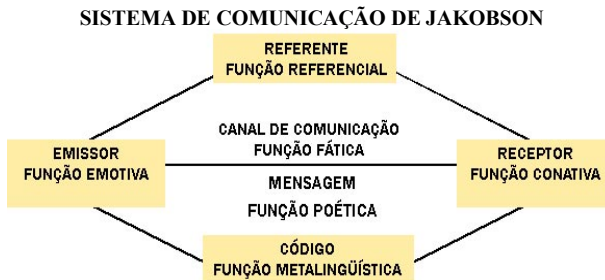 SISTEMA DE COMUNICAÇÃO DE JAKOBSON
REFERENTE
FUNÇÃO REFERENCIAL
CANAL DE COMUNICAÇÃO
FUNÇÃO FÁTICA
EMISSOR
FUNÇÃO EMOTIVA
RECEPTOR
FUNÇÃO CONATIVA
MENSAGEM
FUNÇÃO POÉTICA
CÓDIGO
FUNÇÃO METALINGÜÍSTICA